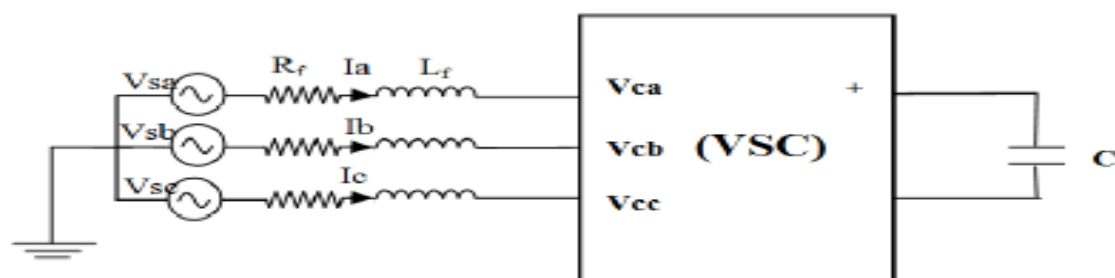 Vsa Rf Ia Lf Vca +
Vsb Ib Vcb (VSC) C
Vsc Ic Vcc